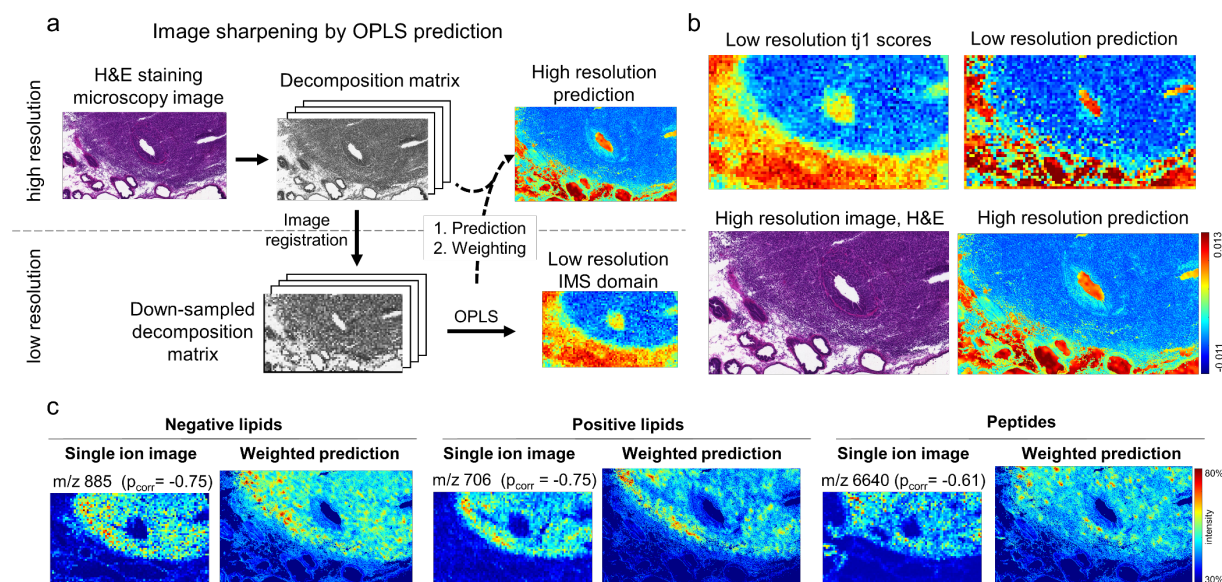 a
Image sharpening by OPLS prediction
high resolution
H&E staining
microscopy image
Decomposition matrix
High resolution
prediction
Image
registration
1. Prediction
2. Weighting
low resolution
Down-sampled
decomposition
matrix
OPLS
Low resolution
IMS domain
b
Low resolution tj1 scores
Low resolution prediction
High resolution image, H&E
High resolution prediction
0.013
-0.011
c
Negative lipids
Positive lipids
Peptides
Single ion image
Weighted prediction
Single ion image
Weighted prediction
Single ion image
Weighted prediction
m/z 885 (pcorr= -0.75)
m/z 706 (pcorr= -0.75)
m/z 6640 (pcorr= -0.61)
80%
intensity
30%